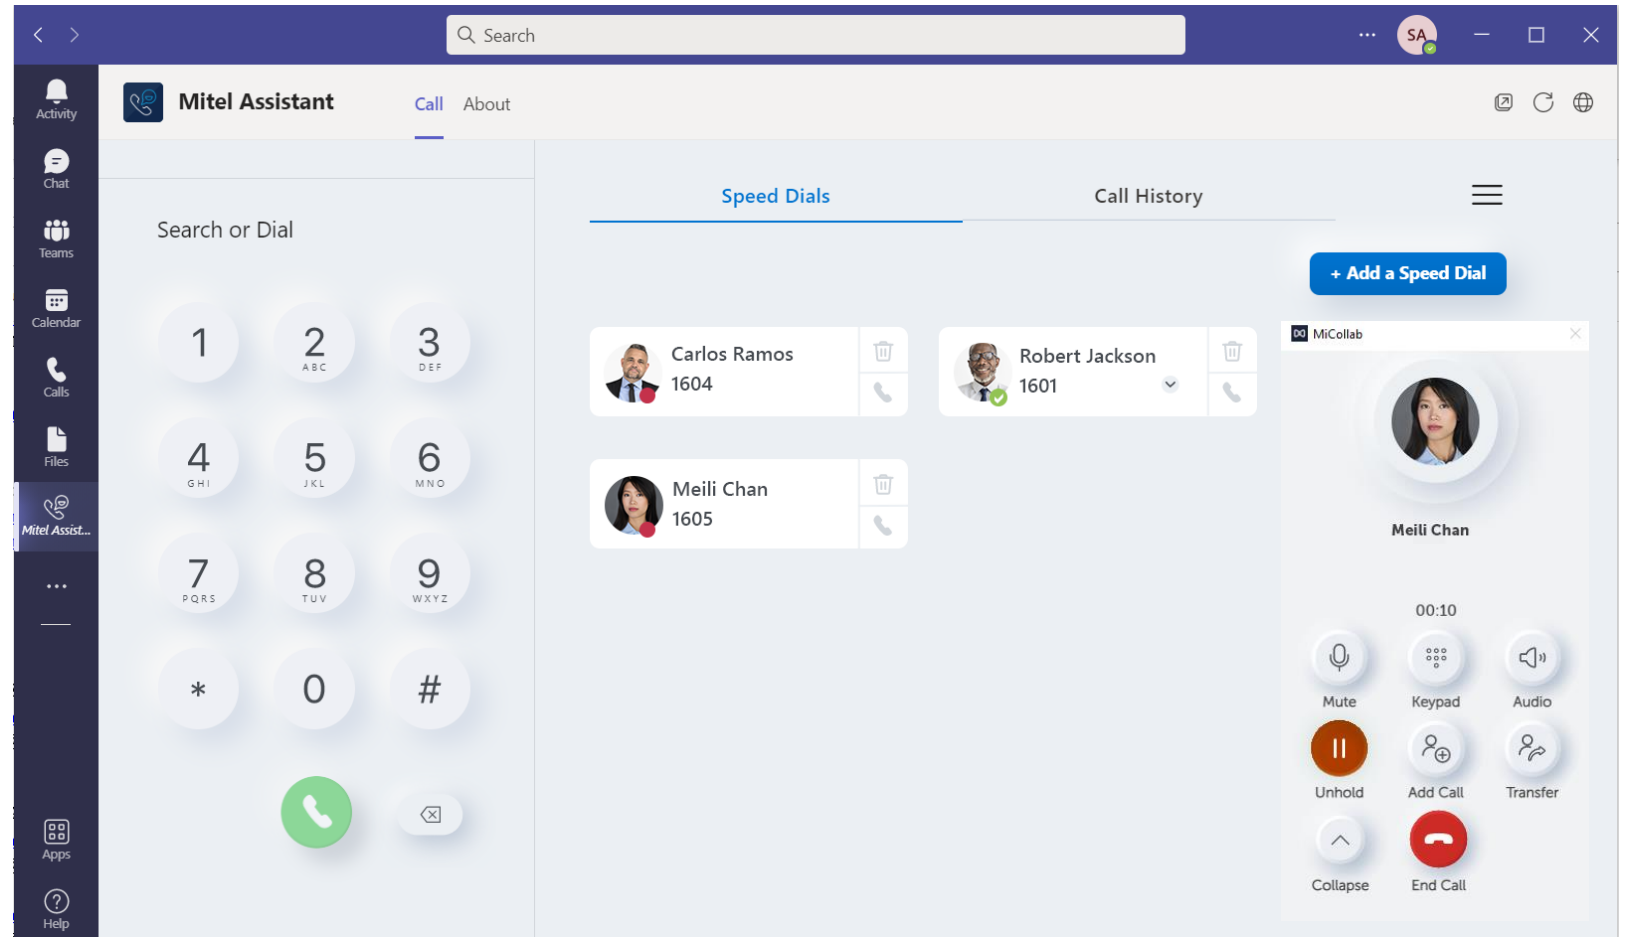 Search
SA
Activity
Chat
Teams
Calendar
Calls
Files
Mitel Assist...
Apps
Help
Mitel Assistant
Call
About
Search or Dial
1
2
ABC
3
DEF
4
GHI
5
JKL
6
MNO
7
PQRS
8
TUV
9
WXYZ
*
0
#
Speed Dials
Call History
+ Add a Speed Dial
Carlos Ramos
1604
Robert Jackson
1601
Meili Chan
1605
MiCollab
Meili Chan
00:10
Mute
Keypad
Audio
Unhold
Add Call
Transfer
Collapse
End Call